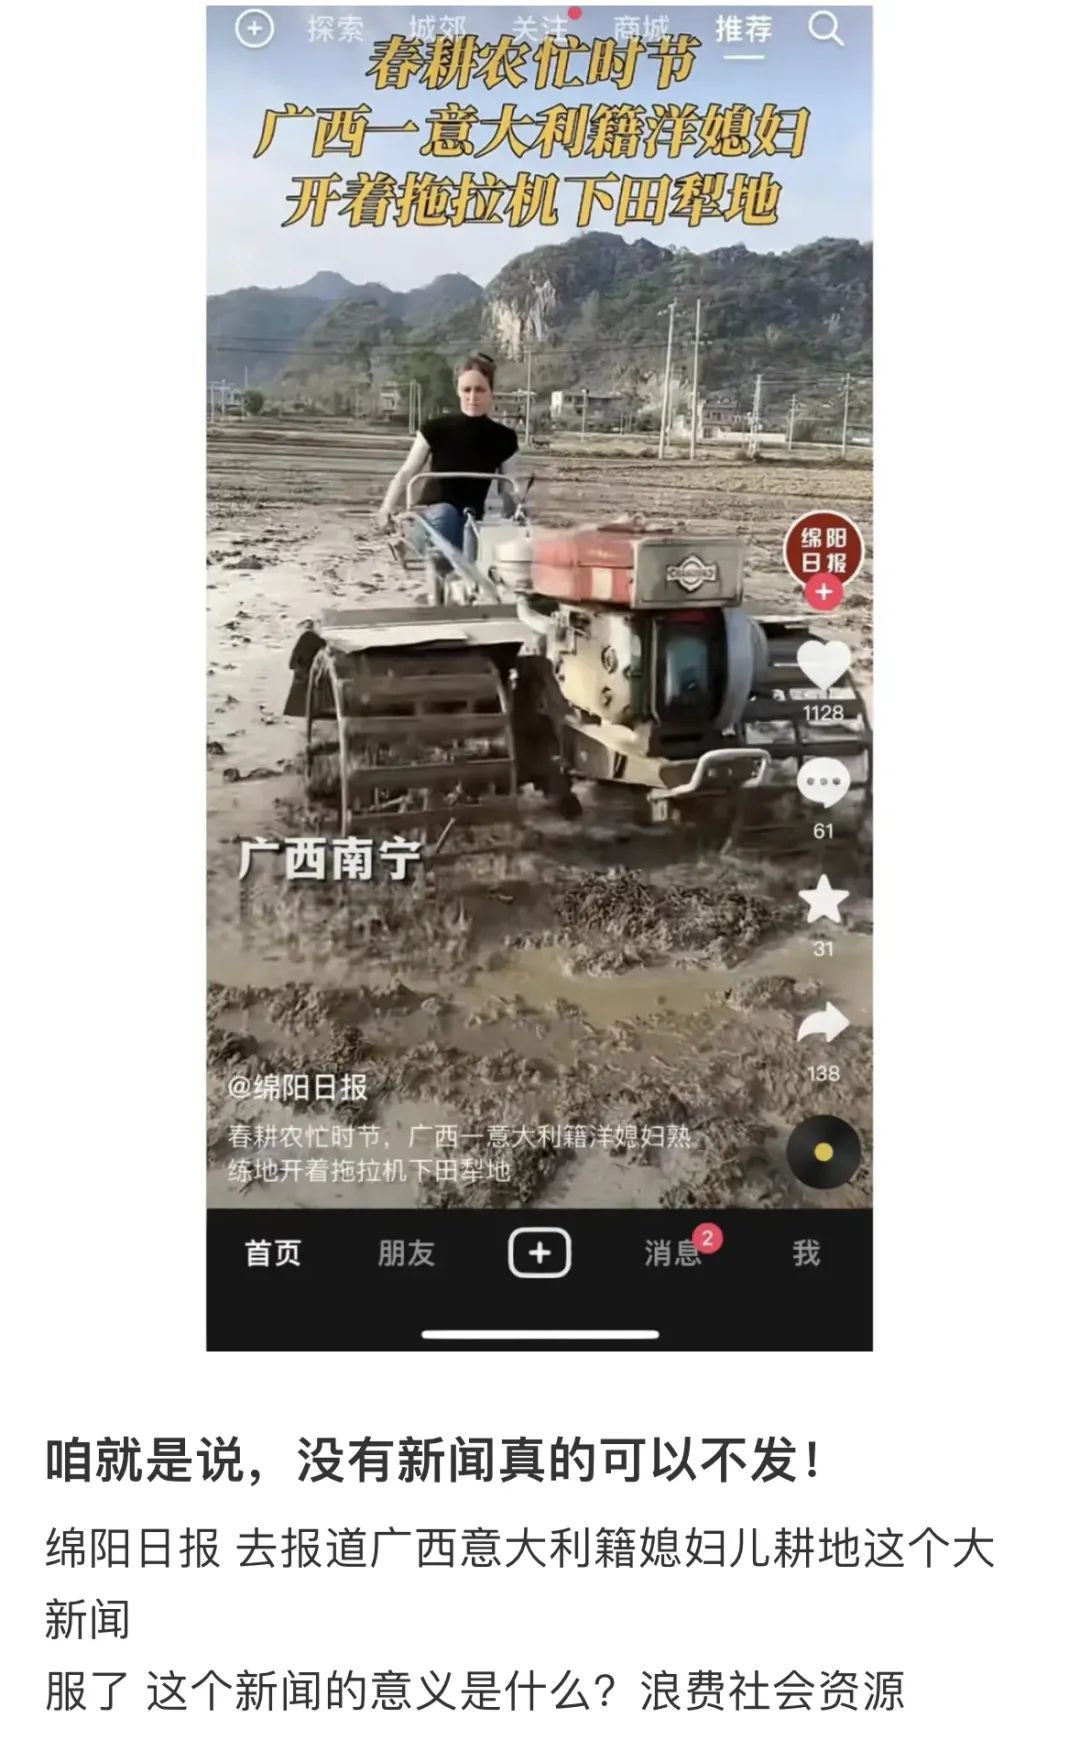 探索 城郊 关注 商城 推荐
春耕农忙时节
广西一意大利籍洋媳妇
开着拖拉机下田犁地
绵阳
日报
1128
61
广西南宁
31
138
@绵阳日报
春耕农忙时节，广西一意大利籍洋媳妇熟
练地开着拖拉机下田犁地
首页 朋友 消息 2 我
咱就是说，没有新闻真的可以不发！
绵阳日报 去报道广西意大利籍媳妇儿耕地这个大
新闻
服了 这个新闻的意义是什么？浪费社会资源